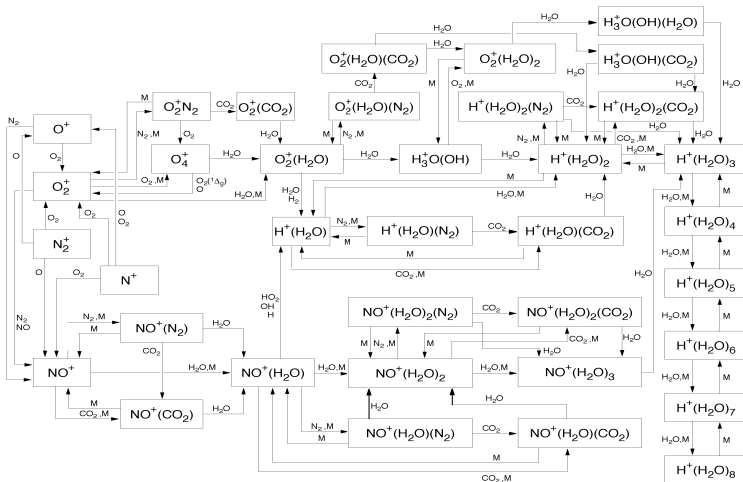 H₂O
H₃⁺O(OH)(H₂O)
H₂O
O₂⁺(H₂O)(CO₂)
H₂O
O₂⁺(H₂O)₂
H₂O
H₃⁺O(OH)(CO₂)
H₂O
CO₂
M
O₂,M
H₂O
M
O₂⁺N₂
CO₂
O₂⁺(CO₂)
O₂⁺(H₂O)(N₂)
H⁺(H₂O)₂(N₂)
CO₂
H⁺(H₂O)₂(CO₂)
N₂
O⁺
N₂,M
O₂
H₂O
M
N₂,M
N₂,M
M
H₂O
M
CO₂,M
H₂O
H₂O
O
O₂
O₄⁺
H₂O
O₂⁺(H₂O)
H₂O
H₃⁺O(OH)
H₂O
H⁺(H₂O)₂
H₂O,M
M
H⁺(H₂O)₃
O₂⁺
O₂,M
M
O₂(¹Δg)
O
H₂O,M
H₂O
H₂
M
H₂O,M
H₂O
H₂O,M
M
O₂
O₂
O
O₂
H⁺(H₂O)
N₂,M
M
H⁺(H₂O)(N₂)
CO₂
H⁺(H₂O)(CO₂)
H⁺(H₂O)₄
N₂⁺
M
H₂O,M
M
O
O₂
N⁺
CO₂,M
H₂O
H⁺(H₂O)₅
N₂
NO
HO₂
OH
H
NO⁺(H₂O)₂(N₂)
CO₂
NO⁺(H₂O)₂(CO₂)
H₂O,M
M
N₂,M
M
NO⁺(N₂)
H₂O
M
N₂,M
M
CO₂,M
H₂O
H₂O
H⁺(H₂O)₆
CO₂
NO⁺
H₂O,M
NO⁺(H₂O)
H₂O,M
NO⁺(H₂O)₂
H₂O,M
NO⁺(H₂O)₃
H₂O,M
M
M
CO₂,M
NO⁺(CO₂)
H₂O
H₂O
H₂O
H⁺(H₂O)₇
N₂,M
M
NO⁺(H₂O)(N₂)
CO₂
NO⁺(H₂O)(CO₂)
M
H₂O,M
M
CO₂,M
H⁺(H₂O)₈